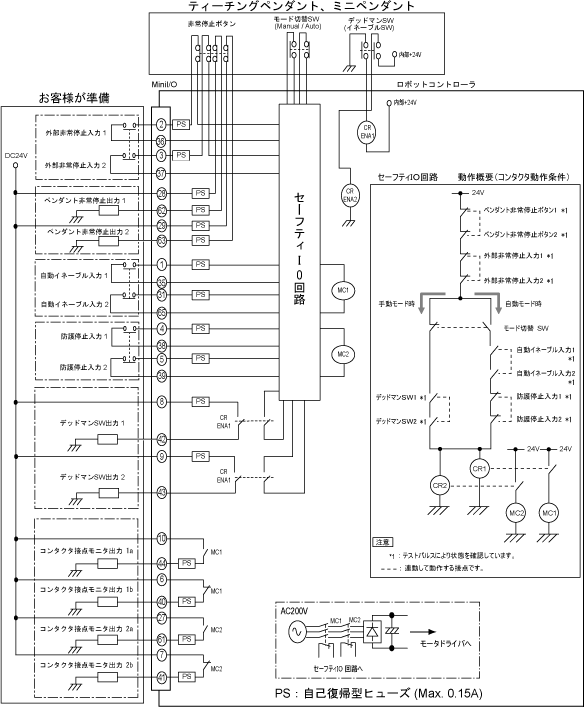 ティーチングペンダント、ミニペンダント
非常停止ボタン
モード切替SW
(Manual / Auto)
デッドマンSW
(イネーブルSW)
内部+24V
MiniI/O
ロボットコントローラ
お客様が準備
内部+24V
CR
ENA1
CR
ENA2
DC24V
外部非常停止入力 1
2
PS
36
外部非常停止入力 2
3
PS
37
ペンダント非常停止出力 1
28
PS
62
PS
ペンダント非常停止出力 2
29
PS
63
PS
自動イネーブル入力 1
1
PS
35
自動イネーブル入力 2
31
PS
65
防護停止入力 1
4
PS
38
防護停止入力 2
5
PS
39
デッドマンSW出力 1
8
PS
CR
ENA1
42
デッドマンSW出力 2
9
PS
CR
ENA1
43
コンタクタ接点モニタ出力 1a
10
MC1
44
PS
コンタクタ接点モニタ出力 1b
6
MC1
40
PS
コンタクタ接点モニタ出力 2a
27
MC2
61
PS
コンタクタ接点モニタ出力 2b
7
MC2
41
PS
セーフティIO回路
MC1
MC2
セーフティIO回路 動作概要(コンタクタ動作条件)
24V
ペンダント非常停止ボタン1 *1
ペンダント非常停止ボタン2 *1
外部非常停止入力1 *1
外部非常停止入力2 *1
手動モード時
自動モード時
モード切替 SW
自動イネーブル入力1
*1
自動イネーブル入力2
*1
デッドマンSW1 *1
防護停止入力1 *1
デッドマンSW2 *1
防護停止入力2 *1
24V
24V
CR1
CR2
MC2
MC1
注意
*1 : テストパルスにより状態を確認しています。
---- : 連動して動作する接点です。
AC200V
MC1
MC2
モータドライバへ
セーフティIO 回路へ
PS : 自己復帰型ヒューズ (Max. 0.15A)